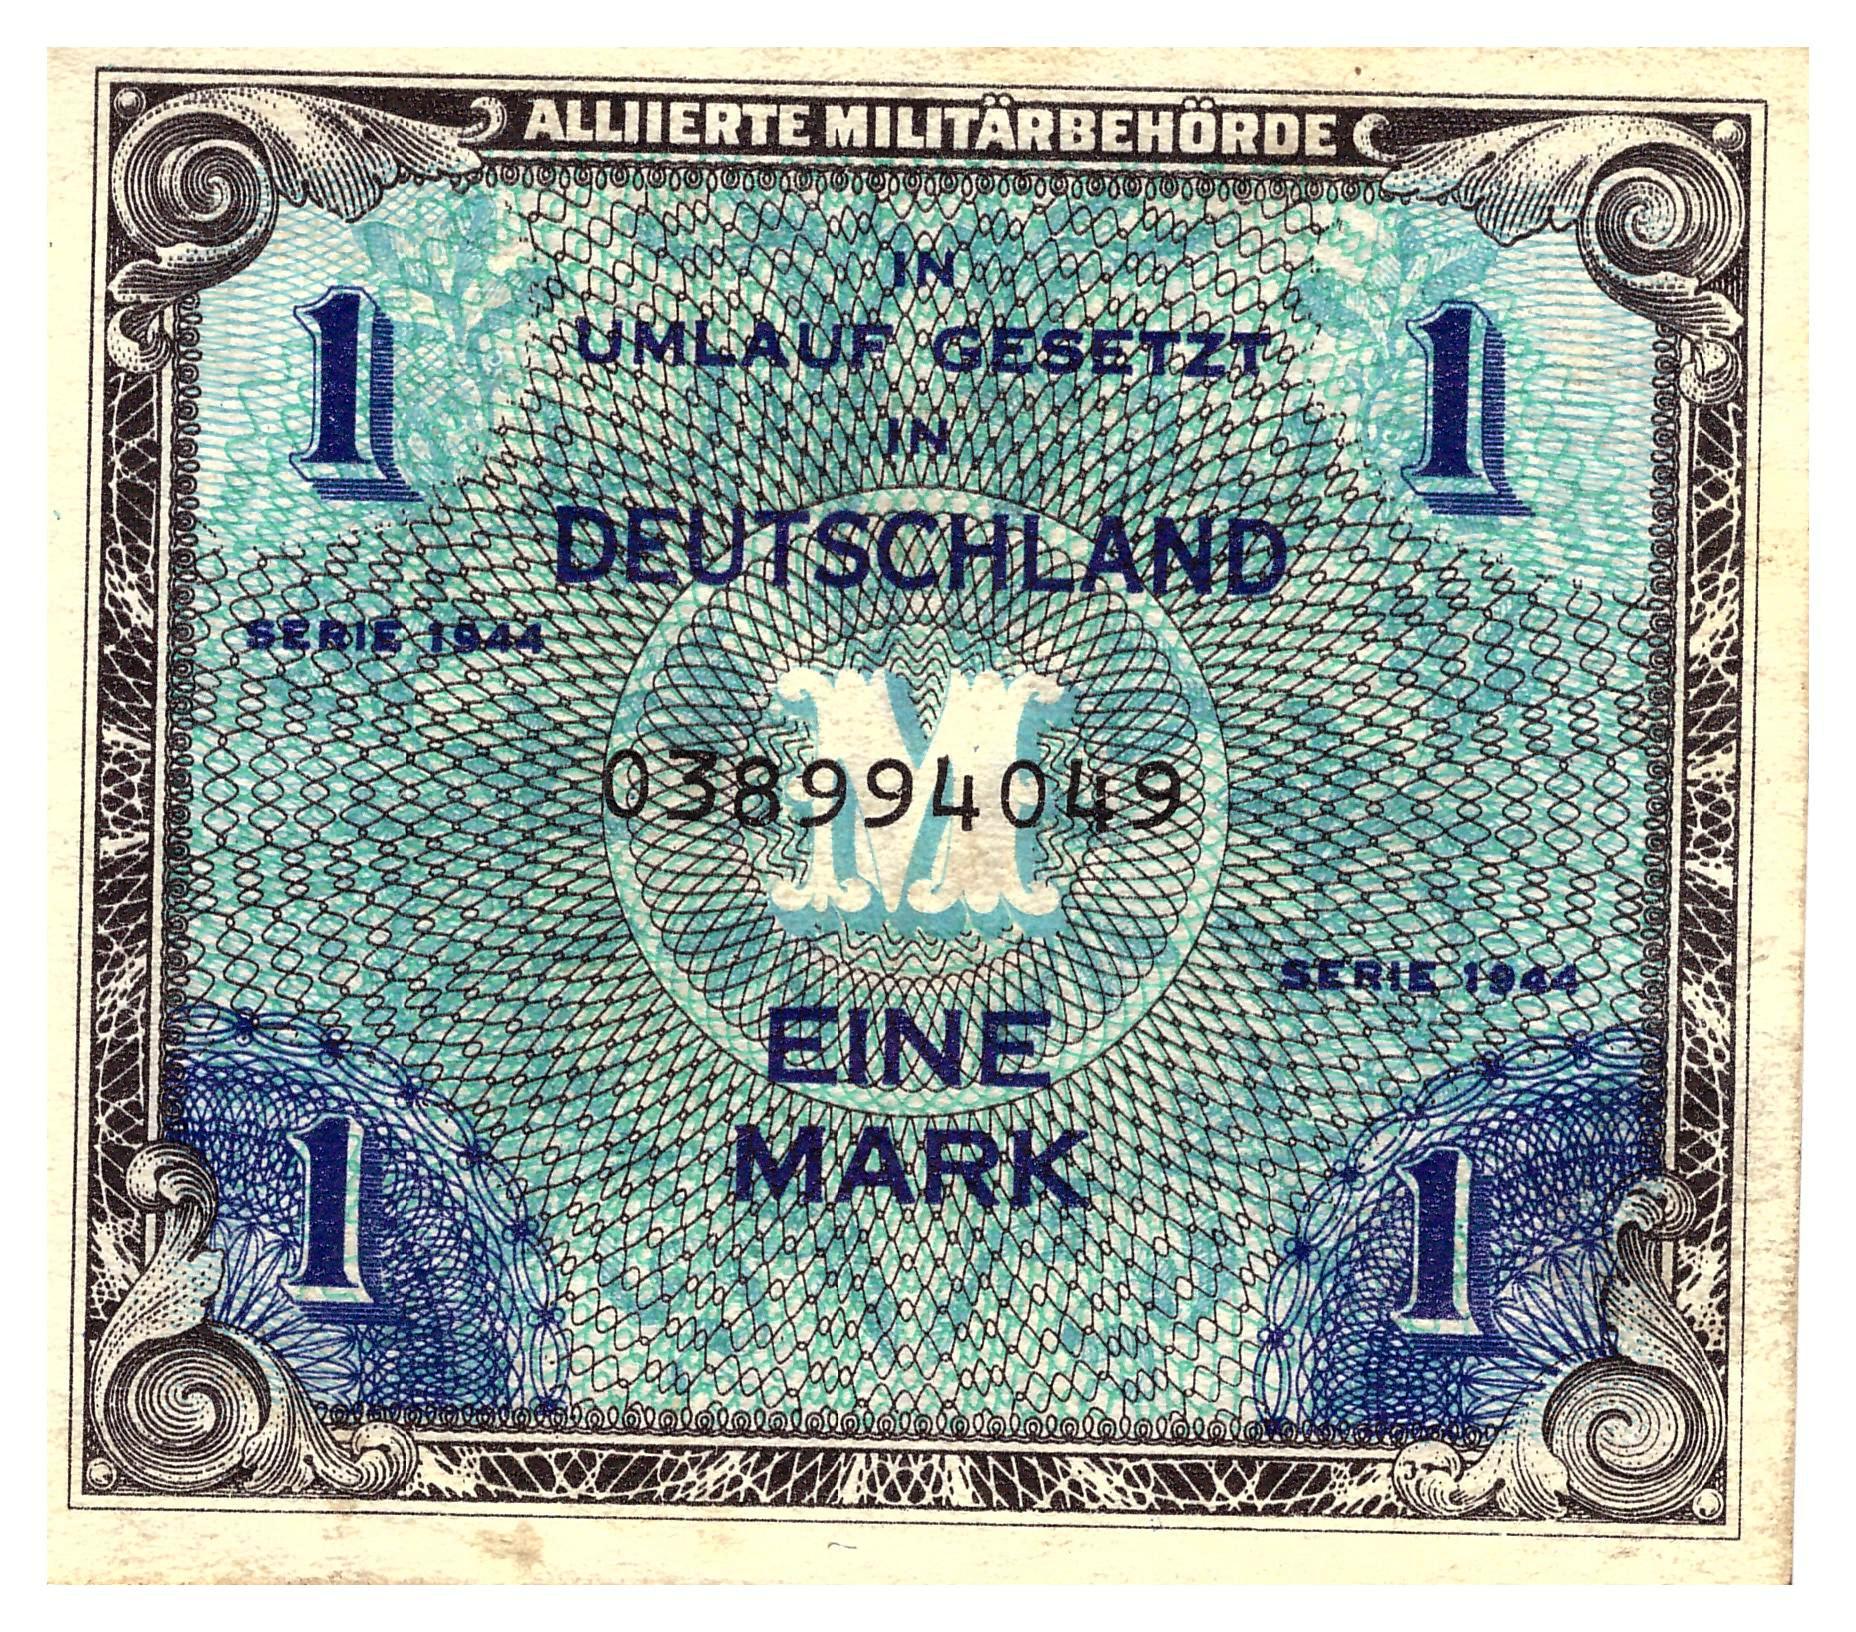 ALLIIERTE MILITÄRBEHÖRDE
IN
1 UMLAUF GESETZT 1
IN
DEUTSCHLAND
SERIE 1944
M
038994049
SERIE 1944
EINE
MARK
1 1